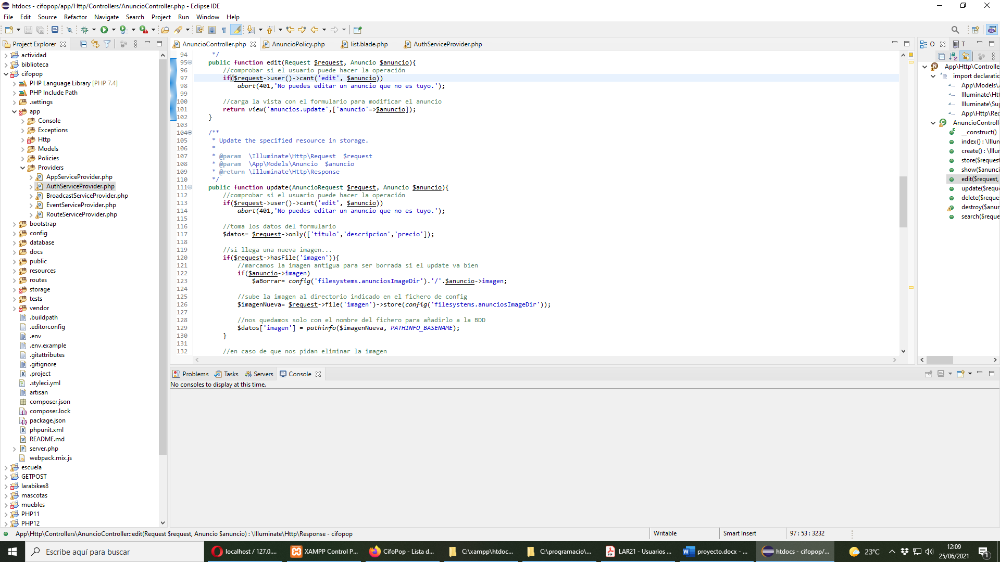 htdocs - cifopop/app/Http/Controllers/AnuncioController.php - Eclipse IDE
File Edit Source Refactor Navigate Search Project Run Window Help
Project Explorer
actividad
biblioteca
cifopop
PHP Language Library [PHP 7.4]
PHP Include Path
.settings
app
Console
Exceptions
Http
Models
Policies
Providers
AppServiceProvider.php
AuthServiceProvider.php
BroadcastServiceProvider.php
EventServiceProvider.php
RouteServiceProvider.php
bootstrap
config
database
docs
public
resources
routes
storage
tests
vendor
.buildpath
.editorconfig
.env
.env.example
.gitattributes
.gitignore
.project
.styleci.yml
artisan
composer.json
composer.lock
package.json
phpunit.xml
README.md
server.php
webpack.mix.js
escuela
GETPOST
larabikes8
mascotas
muebles
PHP11
PHP12
AnuncioController.php AnuncioPolicy.php list.blade.php AuthServiceProvider.php
94 */
95 public function edit(Request $request, Anuncio $anuncio){
96 //comprobar si el usuario puede hacer la operación
97 if($request->user()->cant('edit', $anuncio))
98 abort(401,'No puedes editar un anuncio que no es tuyo.');
99
100 //carga la vista con el formulario para modificar el anuncio
101 return view('anuncios.update',['anuncio'=>$anuncio]);
102 }
103
104 /**
105 * Update the specified resource in storage.
106 *
107 * @param \Illuminate\Http\Request $request
108 * @param \App\Models\Anuncio $anuncio
109 * @return \Illuminate\Http\Response
110 */
111 public function update(AnuncioRequest $request, Anuncio $anuncio){
112 //comprobar si el usuario puede hacer la operación
113 if($request->user()->cant('edit', $anuncio))
114 abort(401,'No puedes editar un anuncio que no es tuyo.');
115
116 //toma los datos del formulario
117 $datos= $request->only(['titulo','descripcion','precio']);
118
119 //si llega una nueva imagen...
120 if($request->hasFile('imagen')){
121 //marcamos la imagen antigua para ser borrada si el update va bien
122 if($anuncio->imagen)
123 $aBorrar= config('filesystems.anunciosImageDir').'/'.$anuncio->imagen;
124
125 //sube la imagen al directorio indicado en el fichero de config
126 $imagenNueva= $request->file('imagen')->store(config('filesystems.anunciosImageDir'));
127
128 //nos quedamos solo con el nombre del fichero para añadirlo a la BDD
129 $datos['imagen'] = pathinfo($imagenNueva, PATHINFO_BASENAME);
130 }
131
132 //en caso de que nos pidan eliminar la imagen
O T
App\Http\Controlle
import declaratio
App\Models\
Illuminate\Htt
Illuminate\Su
App\Http\Rec
AnuncioControll
__construct()
index() : \Illun
create() : \Illur
store($request
show($anunci
edit($request,
update($reque
delete($reque
destroy($anur
search($reque
Problems Tasks Servers Console
No consoles to display at this time.
App\Http\Controllers\AnuncioController::edit(Request $request, Anuncio $anuncio) : \Illuminate\Http\Response - cifopop
Writable
Smart Insert
97 : 53 : 3232
Escribe aquí para buscar
localhost / 127.0....
XAMPP Control P...
CifoPop - Lista d...
C:\xampp\htdoc...
C:\programacio\...
LAR21 - Usuarios ...
proyecto.docx - ...
htdocs - cifopop/...
23°C
12:09
25/06/2021
1